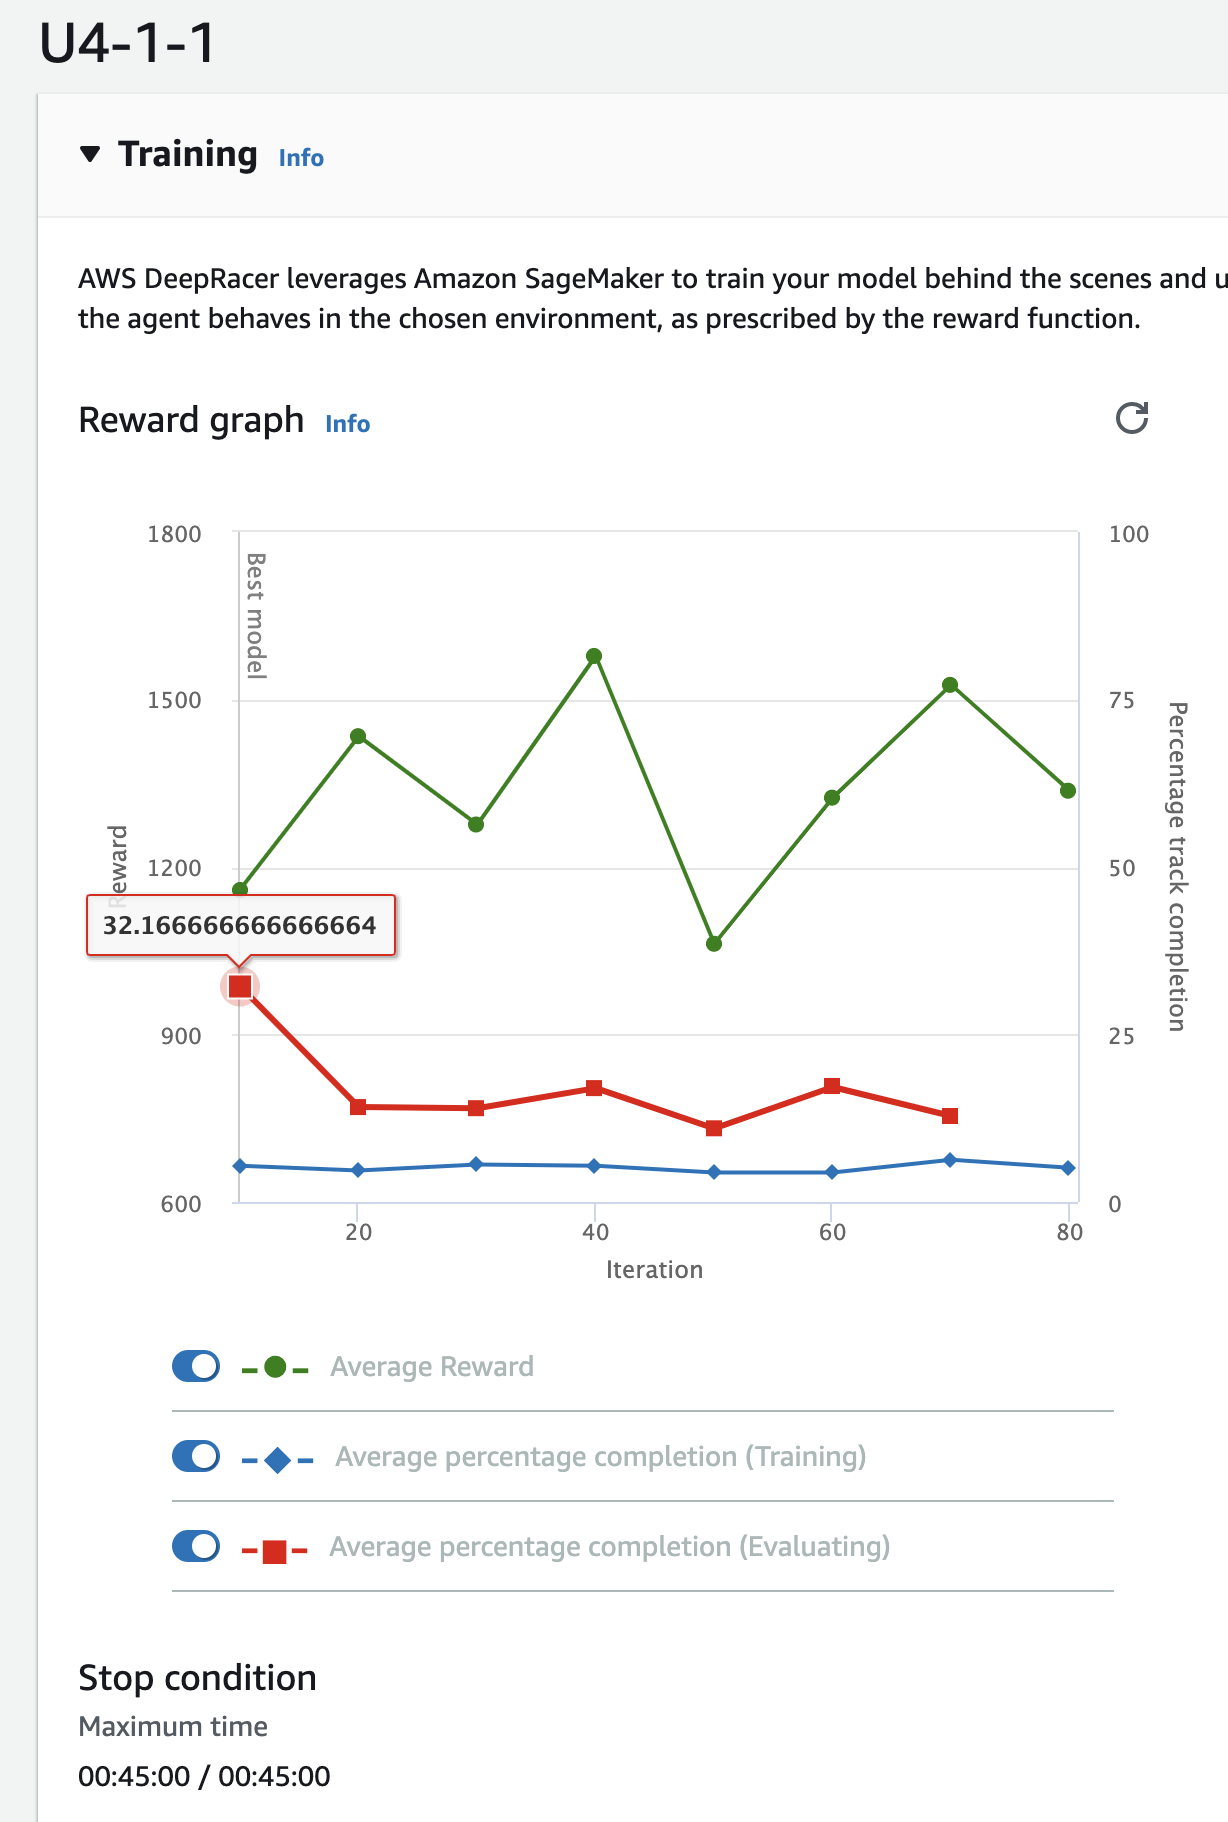 U4-1-1
Training Info
AWS DeepRacer leverages Amazon SageMaker to train your model behind the scenes and u
the agent behaves in the chosen environment, as prescribed by the reward function.
Reward graph Info
1800
1500
1200
900
600
Reward
Best model
32.166666666666664
100
75
50
25
0
Percentage track completion
20
40
60
80
Iteration
Average Reward
Average percentage completion (Training)
Average percentage completion (Evaluating)
Stop condition
Maximum time
00:45:00 / 00:45:00